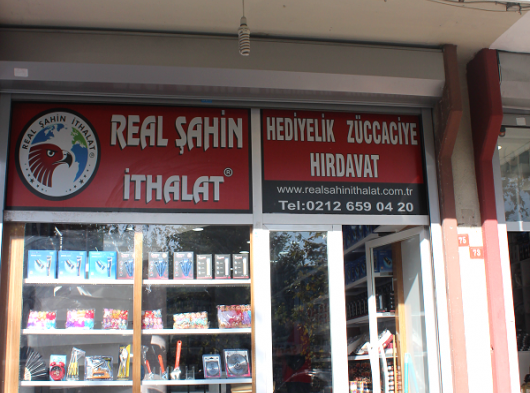 REAL ŞAHİN İTHALAT
REAL ŞAHİN
İTHALAT®
HEDİYELİK ZÜCCACİYE
HIRDAVAT
www.realsahinithalat.com.tr
Tel:0212 659 04 20